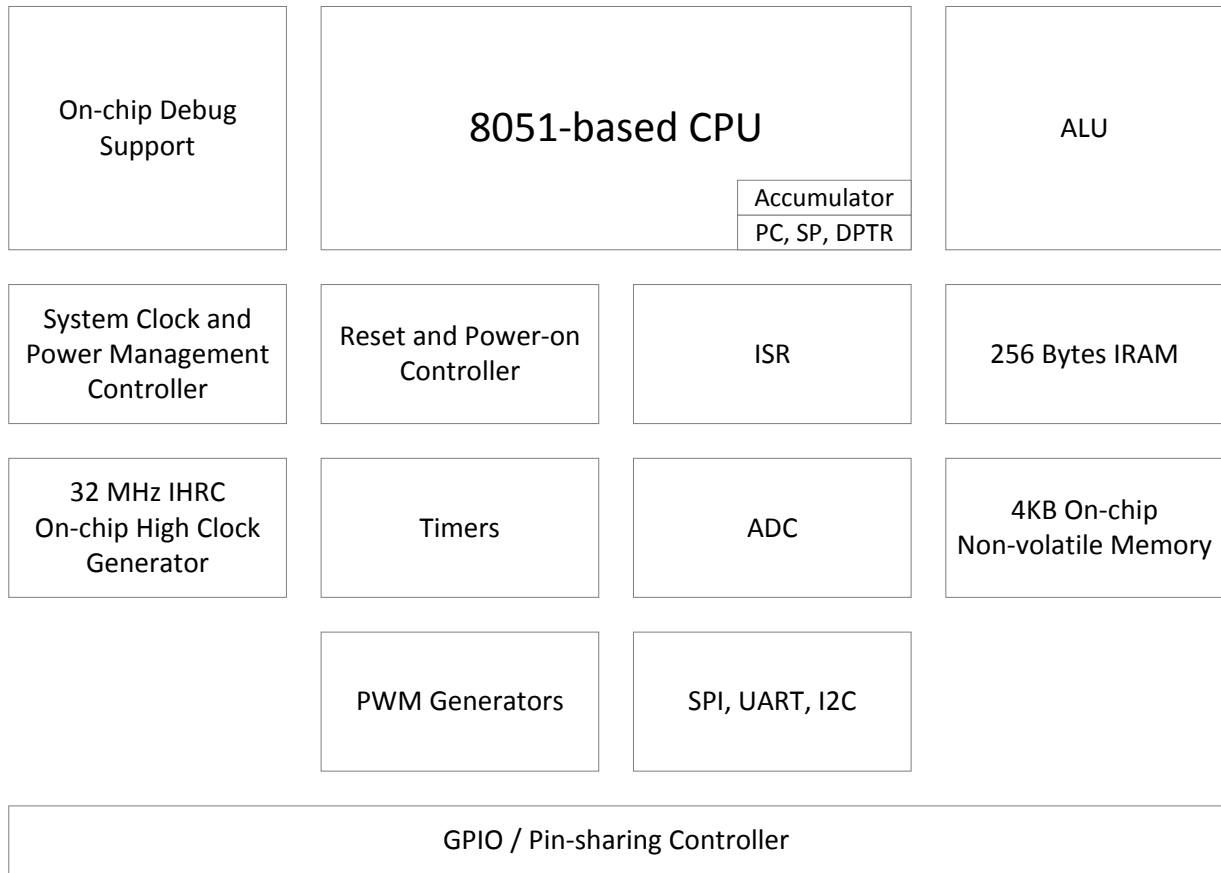 On-chip Debug
Support
8051-based CPU
Accumulator
PC, SP, DPTR
ALU
System Clock and
Power Management
Controller
Reset and Power-on
Controller
ISR
256 Bytes IRAM
32 MHz IHRC
On-chip High Clock
Generator
Timers
ADC
4KB On-chip
Non-volatile Memory
PWM Generators
SPI, UART, I2C
GPIO / Pin-sharing Controller